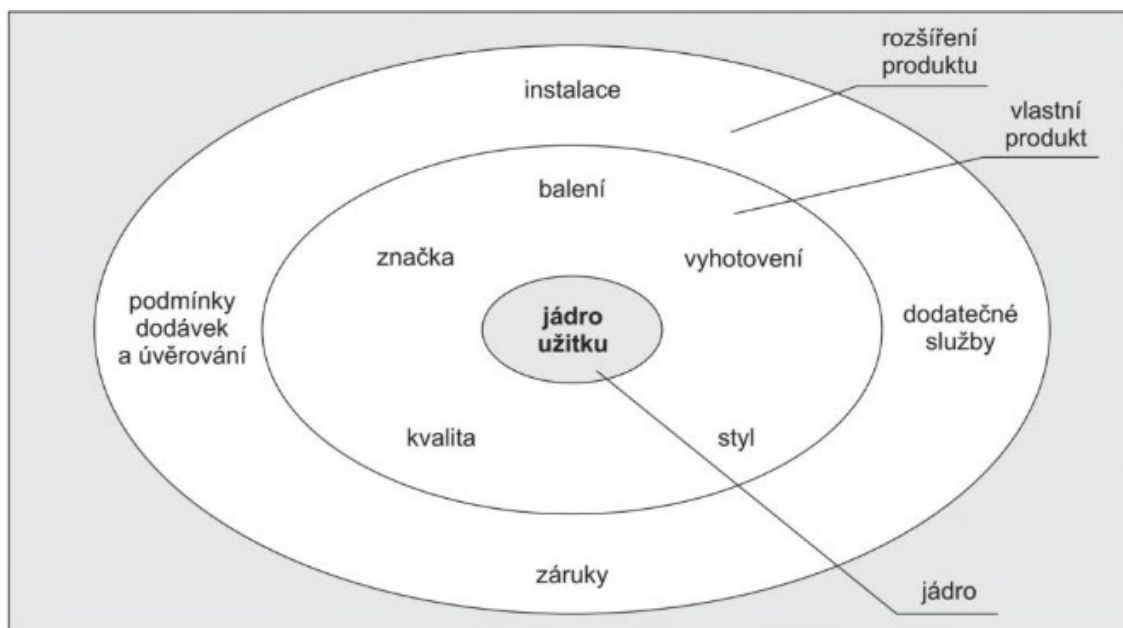 rozšíření
produktu
instalace
vlastní
produkt
balení
značka
vyhotovení
podmínky
dodávek
a úvěrování
jádro
užitku
dodatečné
služby
kvalita
styl
záruky
jádro